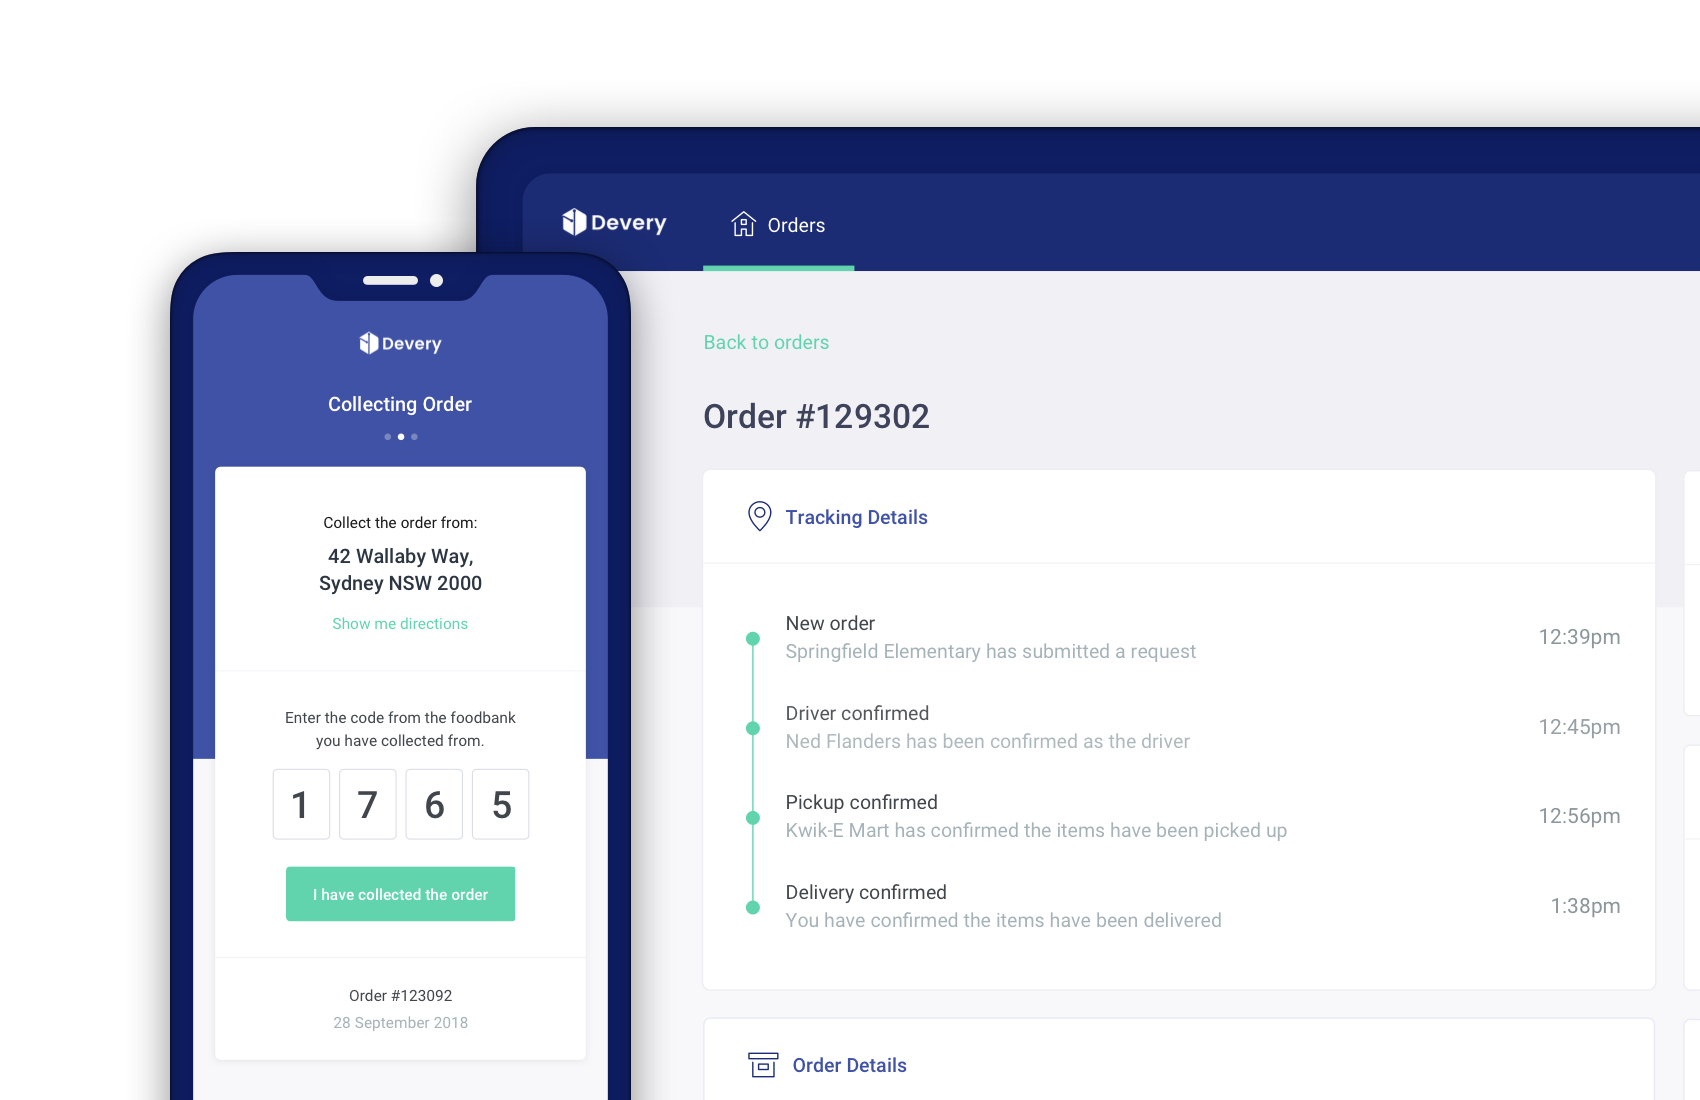 Devery
Orders
Back to orders
Order #129302
Tracking Details
New order
Springfield Elementary has submitted a request
12:39pm
Driver confirmed
Ned Flanders has been confirmed as the driver
12:45pm
Pickup confirmed
Kwik-E Mart has confirmed the items have been picked up
12:56pm
Delivery confirmed
You have confirmed the items have been delivered
1:38pm
Order Details
Devery
Collecting Order
Collect the order from:
42 Wallaby Way,
Sydney NSW 2000
Show me directions
Enter the code from the foodbank
you have collected from.
1 7 6 5
I have collected the order
Order #123092
28 September 2018